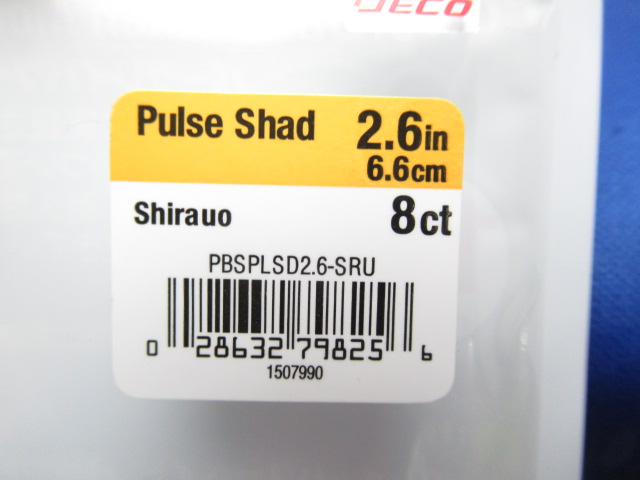 Pulse Shad
2.6in
6.6cm
Shirauo
8ct
PBSPLSD2.6-SRU
0 28632 79825 6
1507990